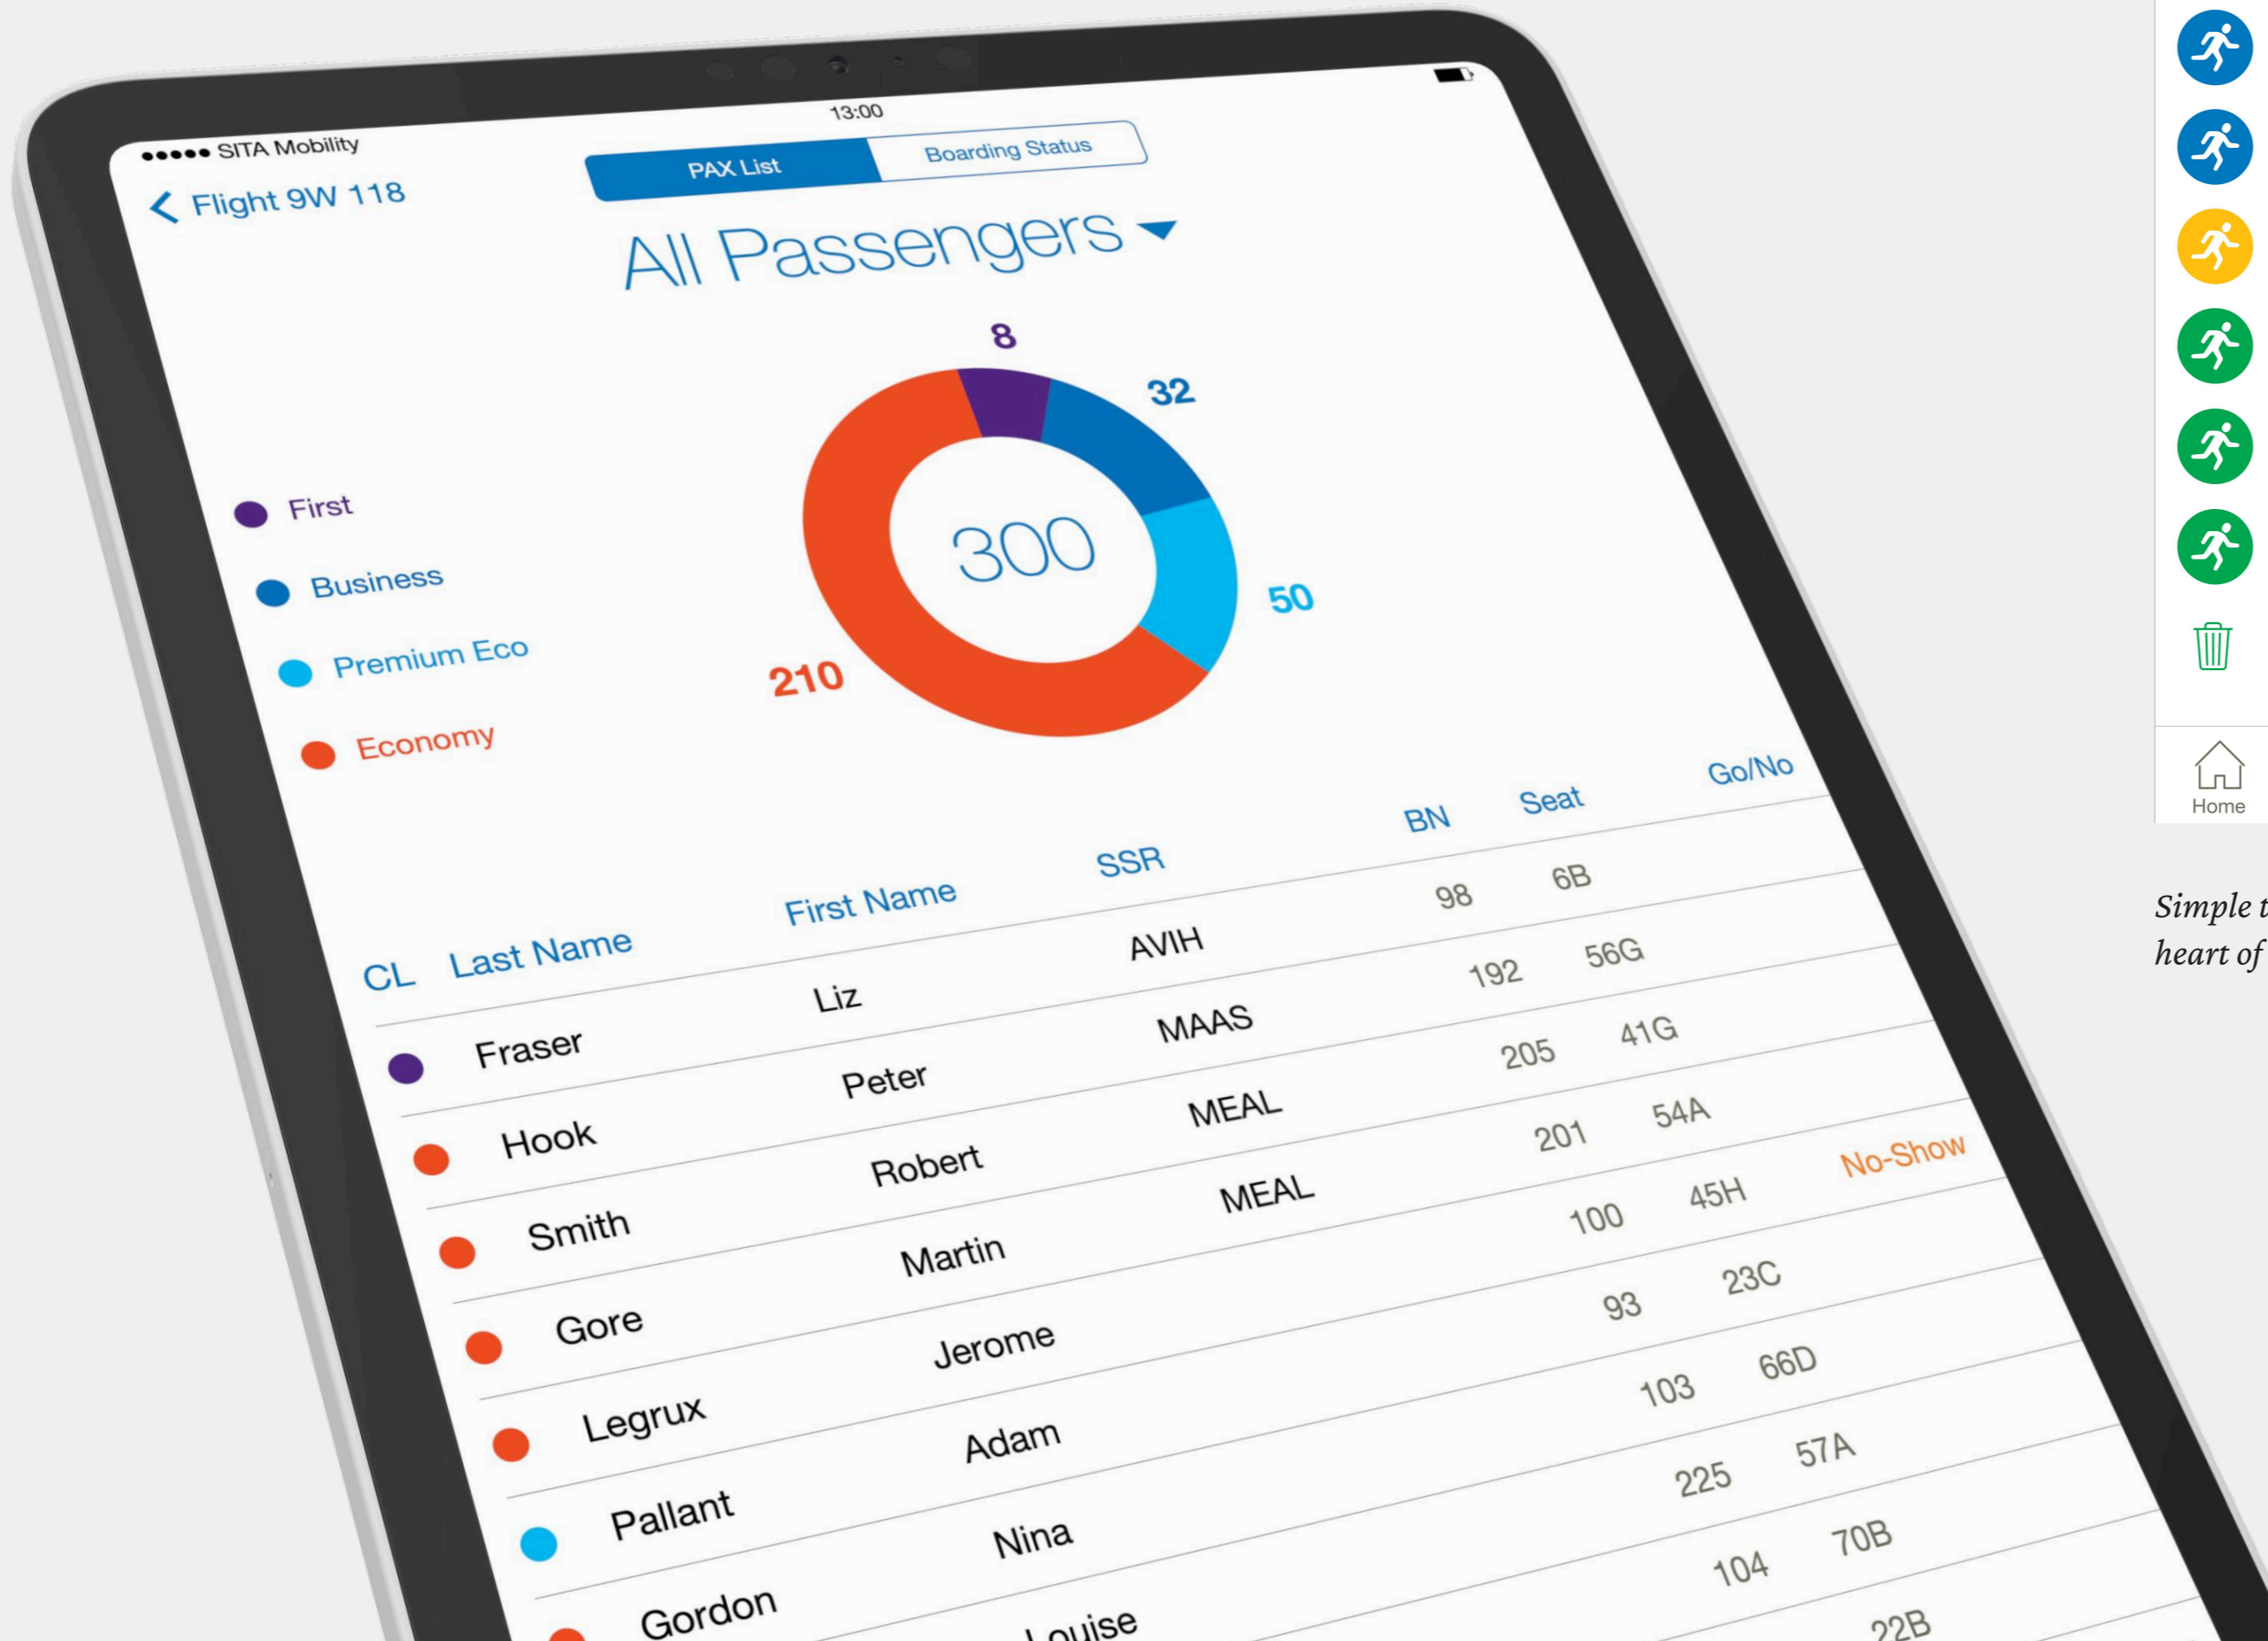 ●●●●● SITA Mobility 13:00
Flight 9W 118
PAX List Boarding Status
All Passengers
8
32
50
210
300
First
Business
Premium Eco
Economy
CL Last Name First Name SSR BN Seat Go/No
Fraser Liz AVIH 98 6B
Hook Peter MAAS 192 56G
Smith Robert MEAL 205 41G
Gore Martin MEAL 201 54A
Legrux Jerome 100 45H No-Show
Pallant Adam 93 23C
Gordon Nina 103 66D
Louise 225 57A
104 70B
22B
Home
Simple t
heart of